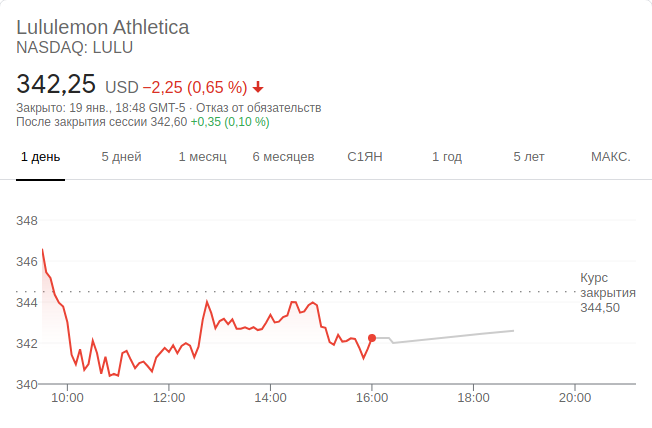 Lululemon Athletica
NASDAQ: LULU
342,25 USD −2,25 (0,65 %)
Закрыто: 19 янв., 18:48 GMT-5 · Отказ от обязательств
После закрытия сессии 342,60 +0,35 (0,10 %)
1 день 5 дней 1 месяц 6 месяцев С1ЯН 1 год 5 лет МАКС.
348
346
Курс
закрытия
344,50
344
342
340
10:00 12:00 14:00 16:00 18:00 20:00